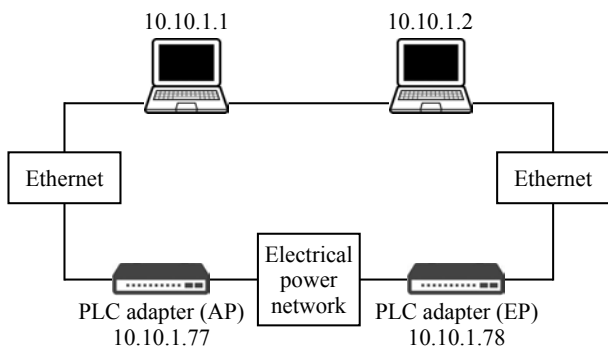 10.10.1.1
10.10.1.2
Ethernet
Ethernet
Electrical
power
network
PLC adapter (AP)
10.10.1.77
PLC adapter (EP)
10.10.1.78